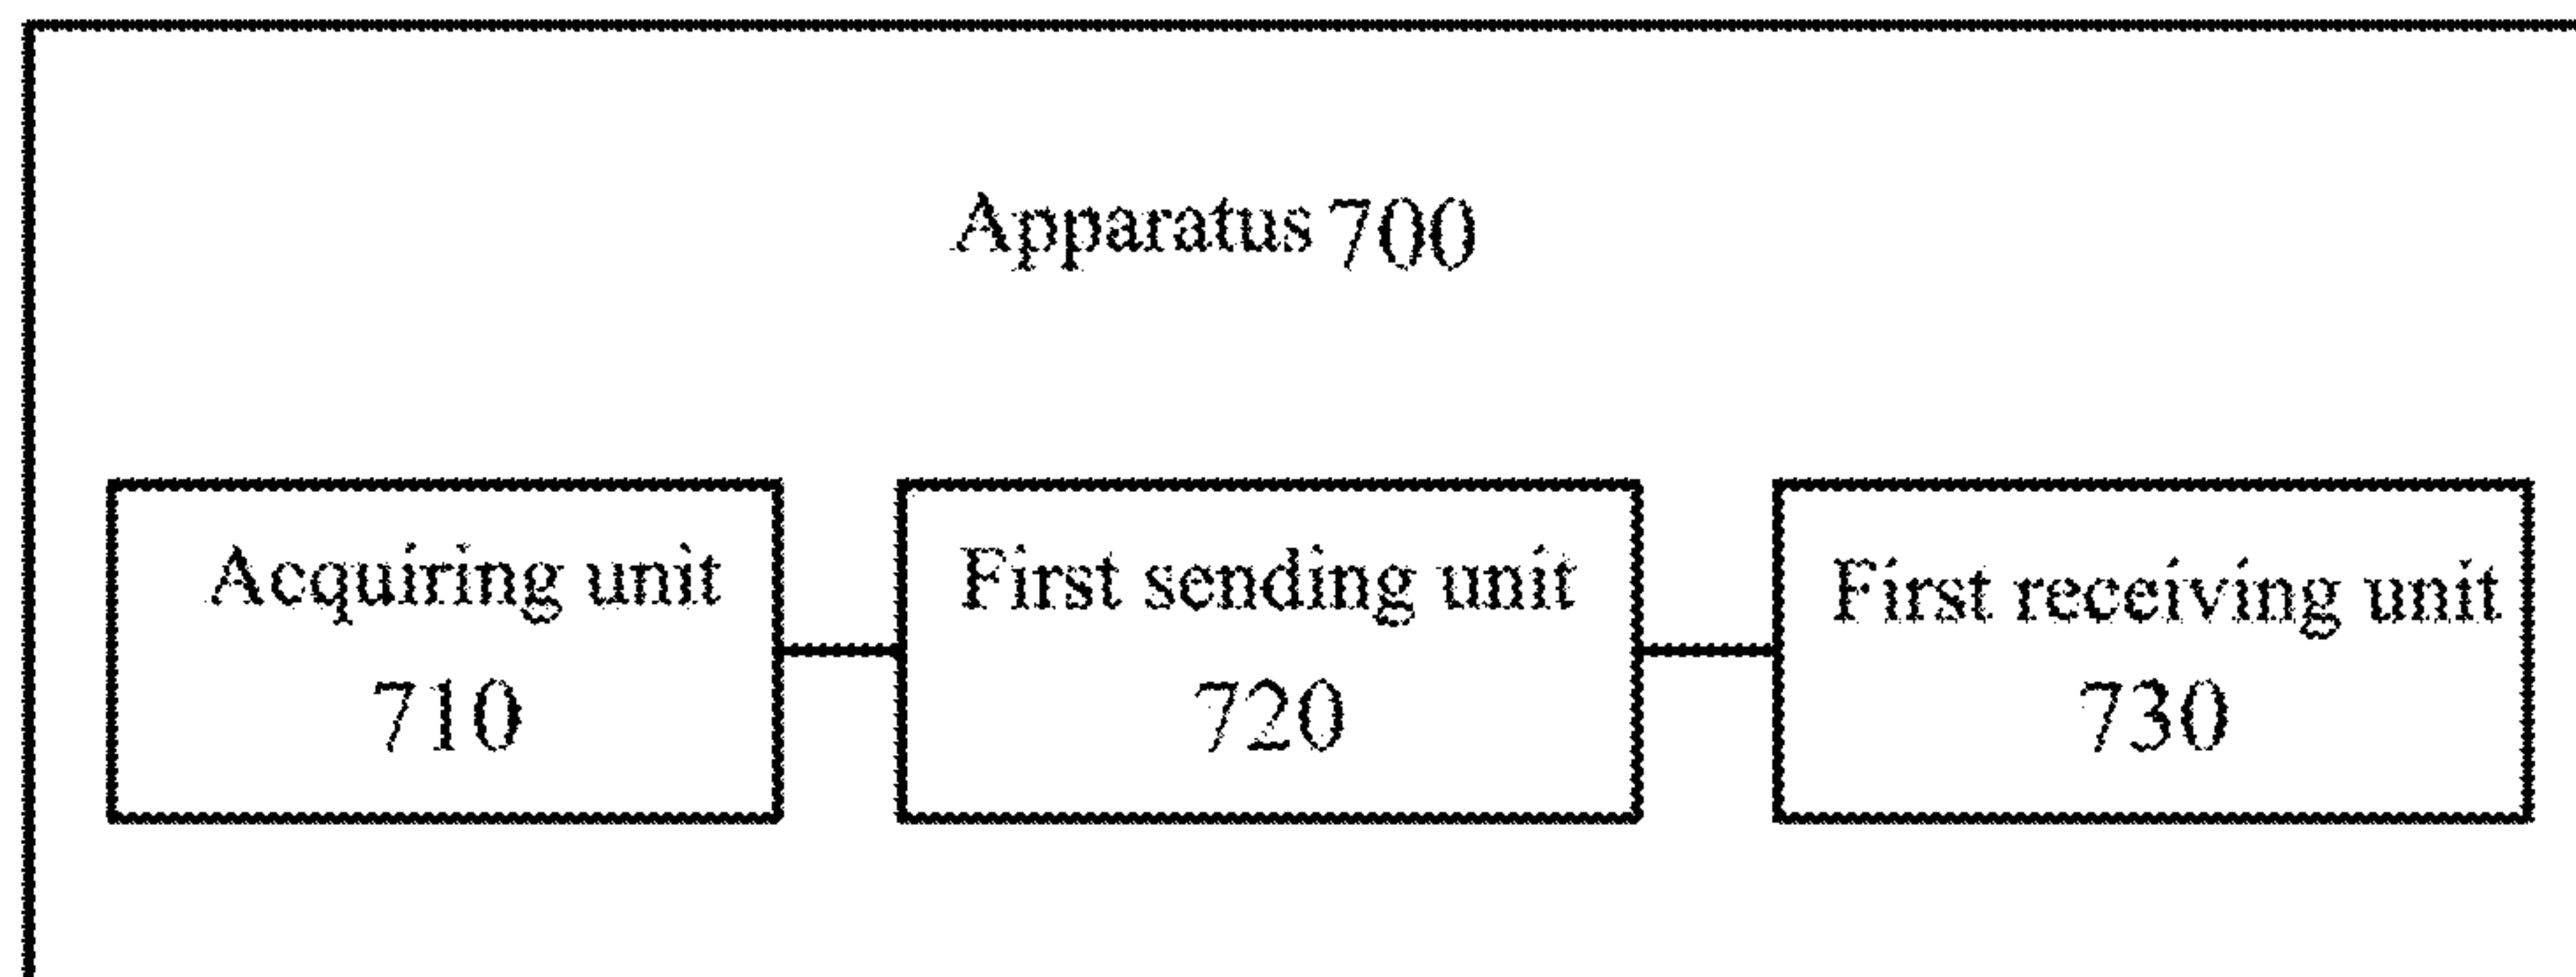 Apparatus 700
Acquiring unit
710
First sending unit
720
First receiving unit
730